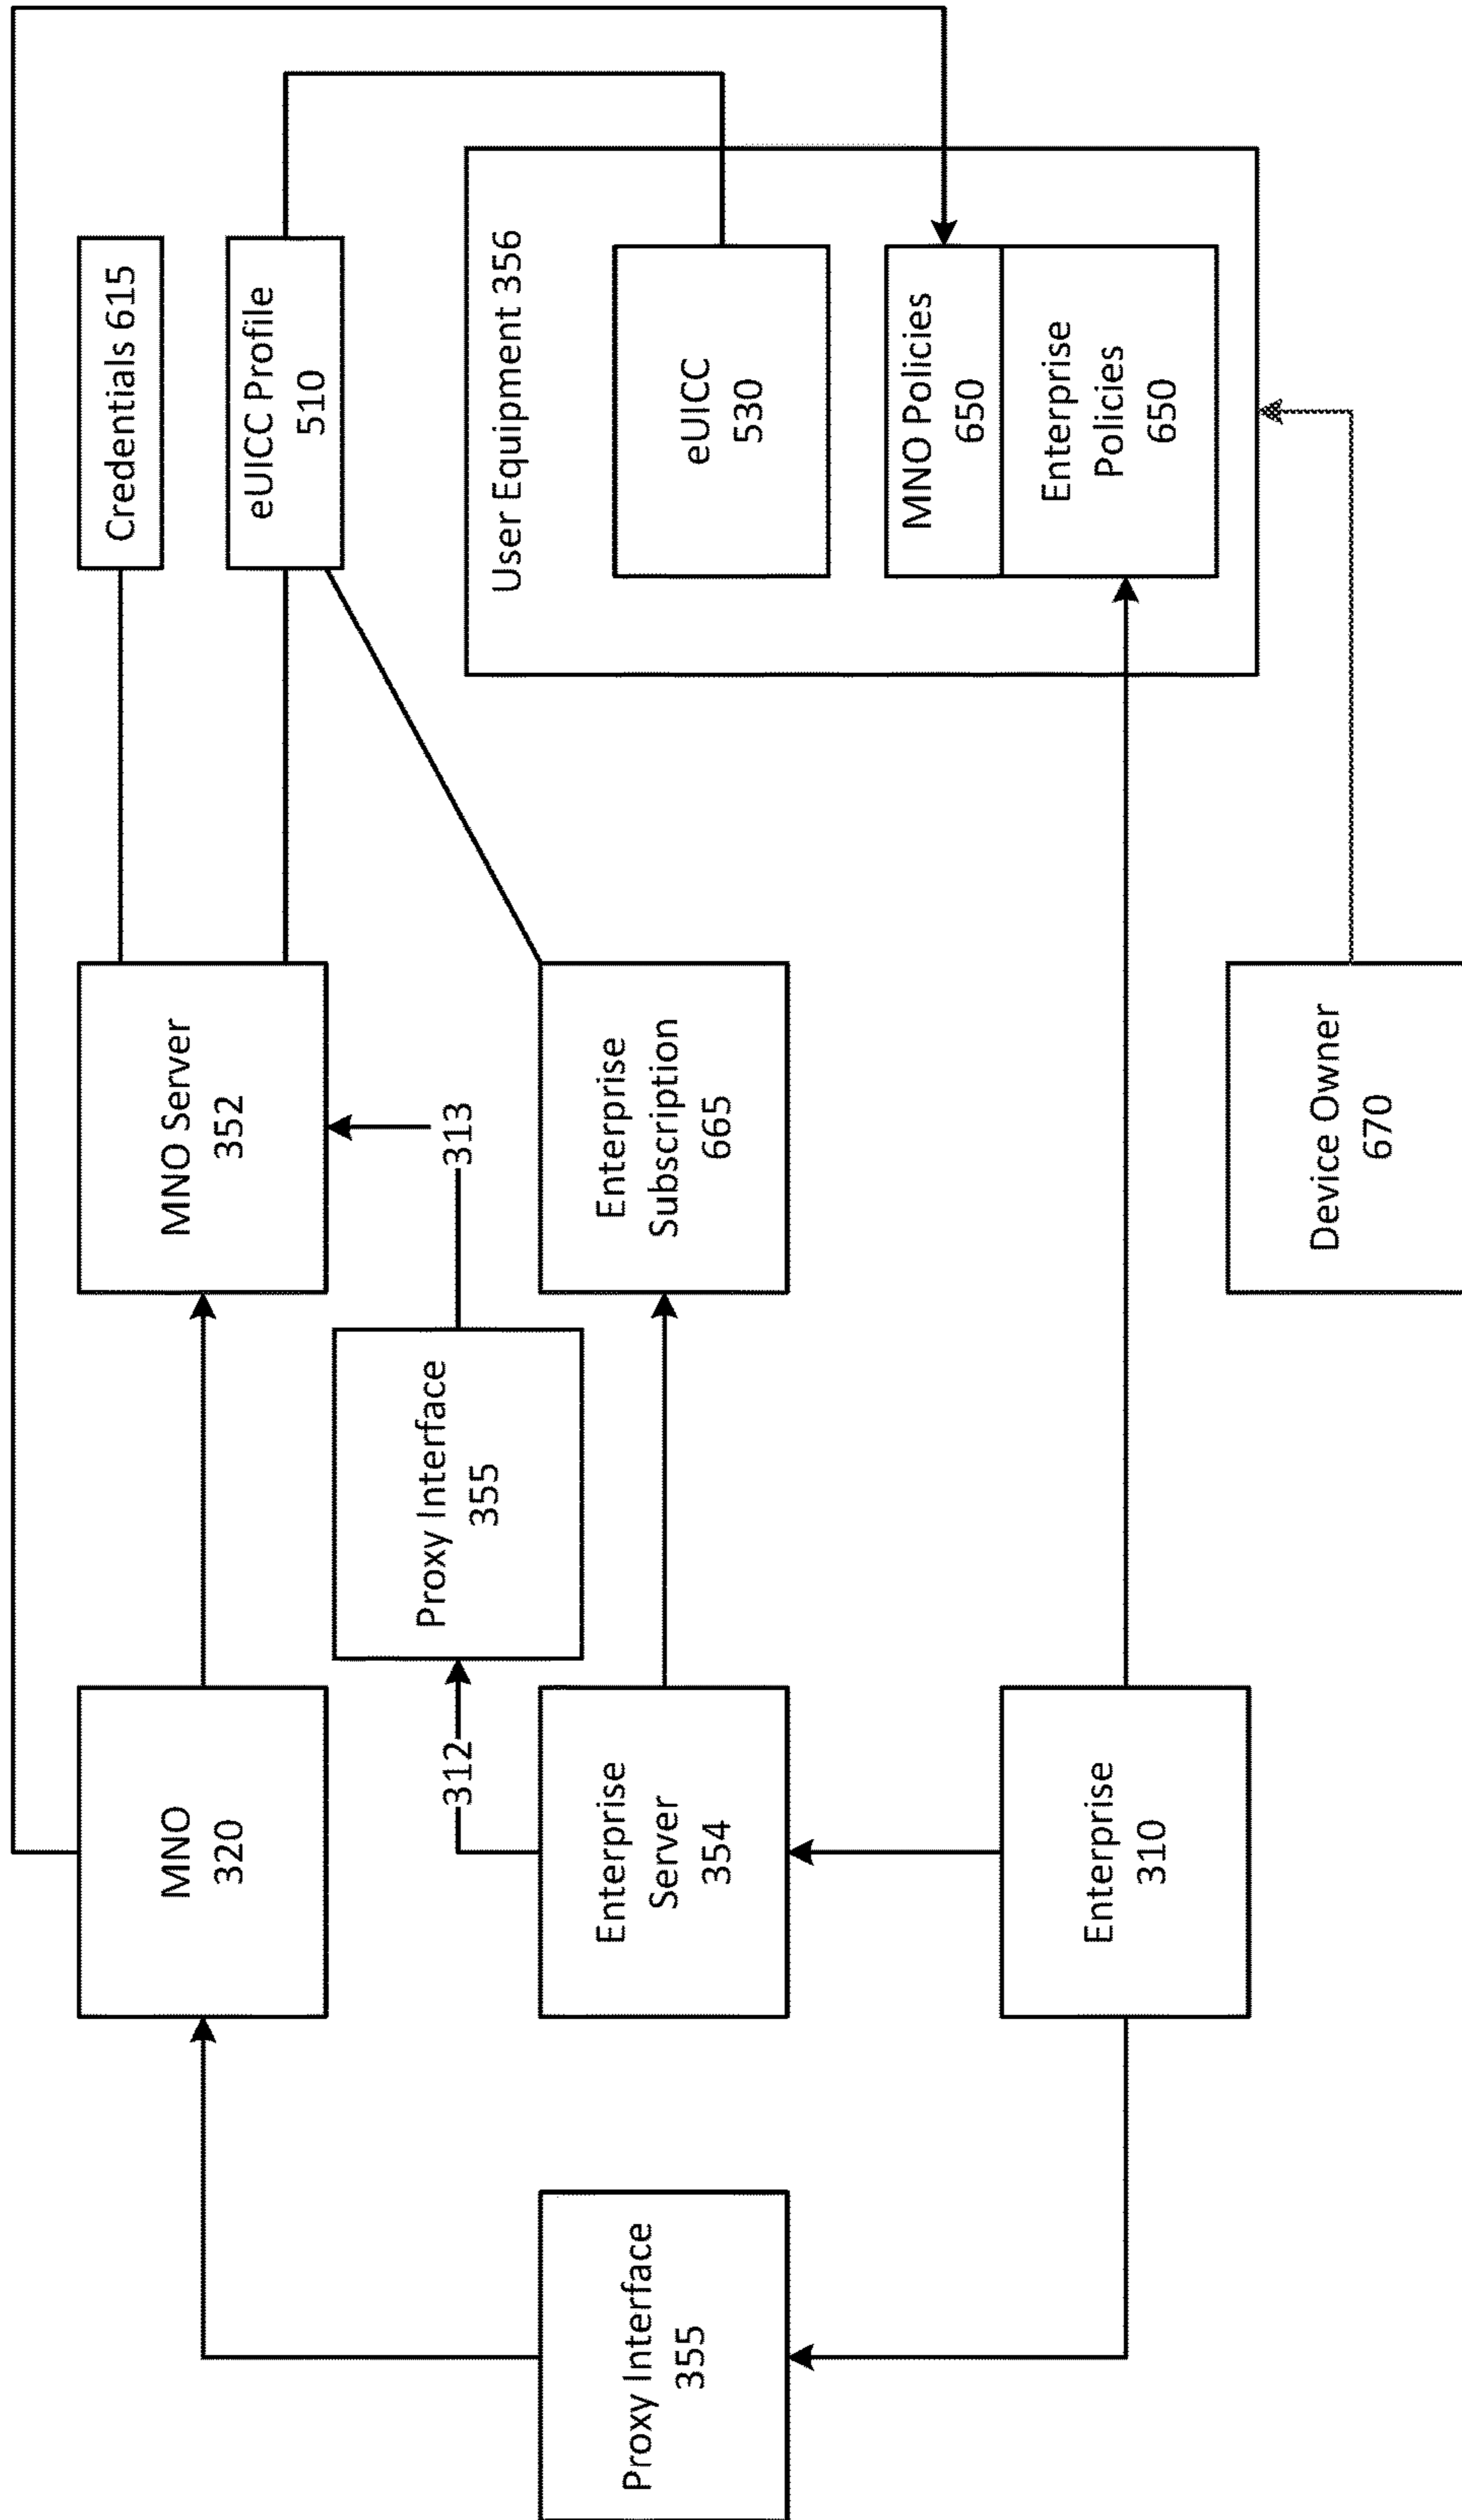 Credentials 615
MNO
320
MNO Server
352
eUICC Profile
510
Proxy Interface
355
312
Proxy Interface
355
313
User Equipment 356
Enterprise
Server
354
Enterprise
Subscription
665
eUICC
530
MNO Policies
650
Enterprise
Policies
650
Enterprise
310
Device Owner
670